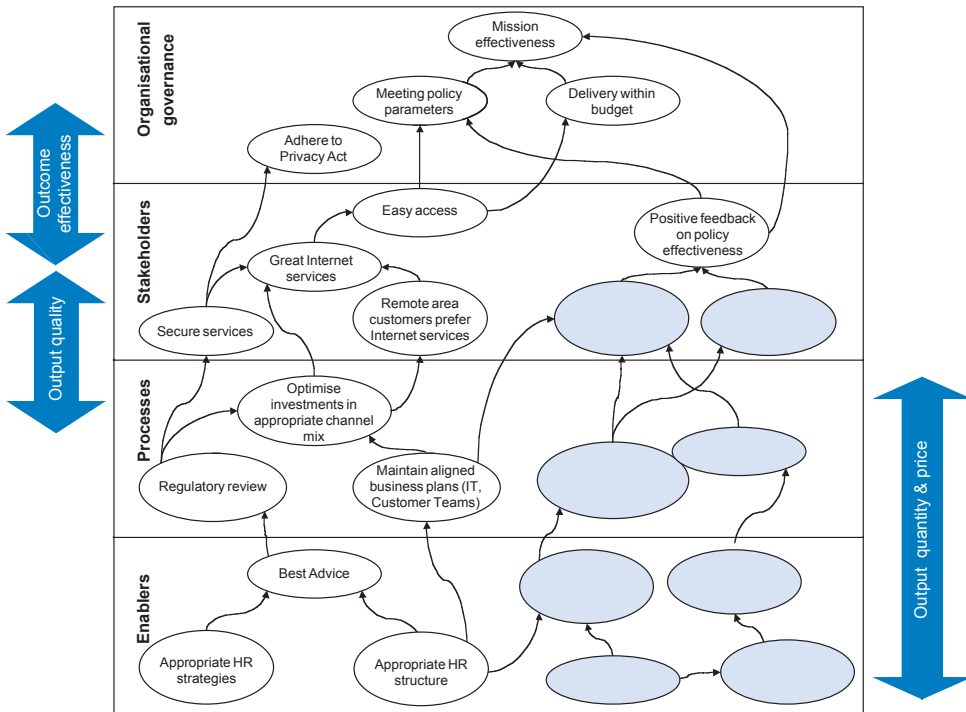 Organisational
governance
Mission
effectiveness
Meeting policy
parameters
Delivery within
budget
Adhere to
Privacy Act
Outcome
effectiveness
Stakeholders
Easy access
Positive feedback
on policy
effectiveness
Great Internet
services
Remote area
customers prefer
Internet services
Secure services
Output quality
Processes
Optimise
investments in
appropriate channel
mix
Regulatory review
Maintain aligned
business plans (IT,
Customer Teams)
Output quantity & price
Enablers
Best Advice
Appropriate HR
strategies
Appropriate HR
structure